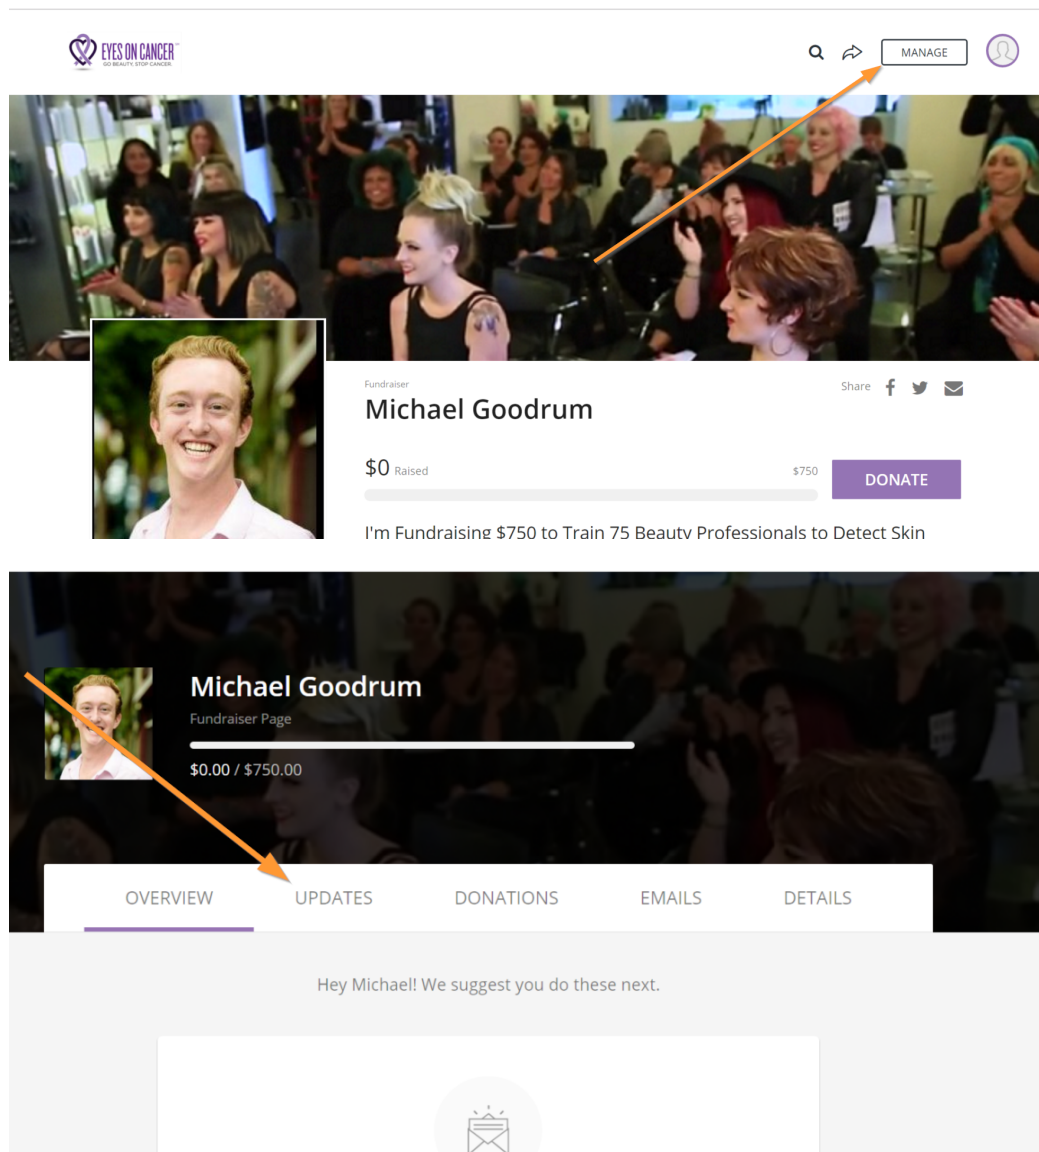 EYES ON CANCER
GO BEAUTY. STOP CANCER.
MANAGE
Fundraiser
Share
Michael Goodrum
$0 Raised
$750
DONATE
I'm Fundraising $750 to Train 75 Beauty Professionals to Detect Skin
Michael Goodrum
Fundraiser Page
$0.00 / $750.00
OVERVIEW
UPDATES
DONATIONS
EMAILS
DETAILS
Hey Michael! We suggest you do these next.